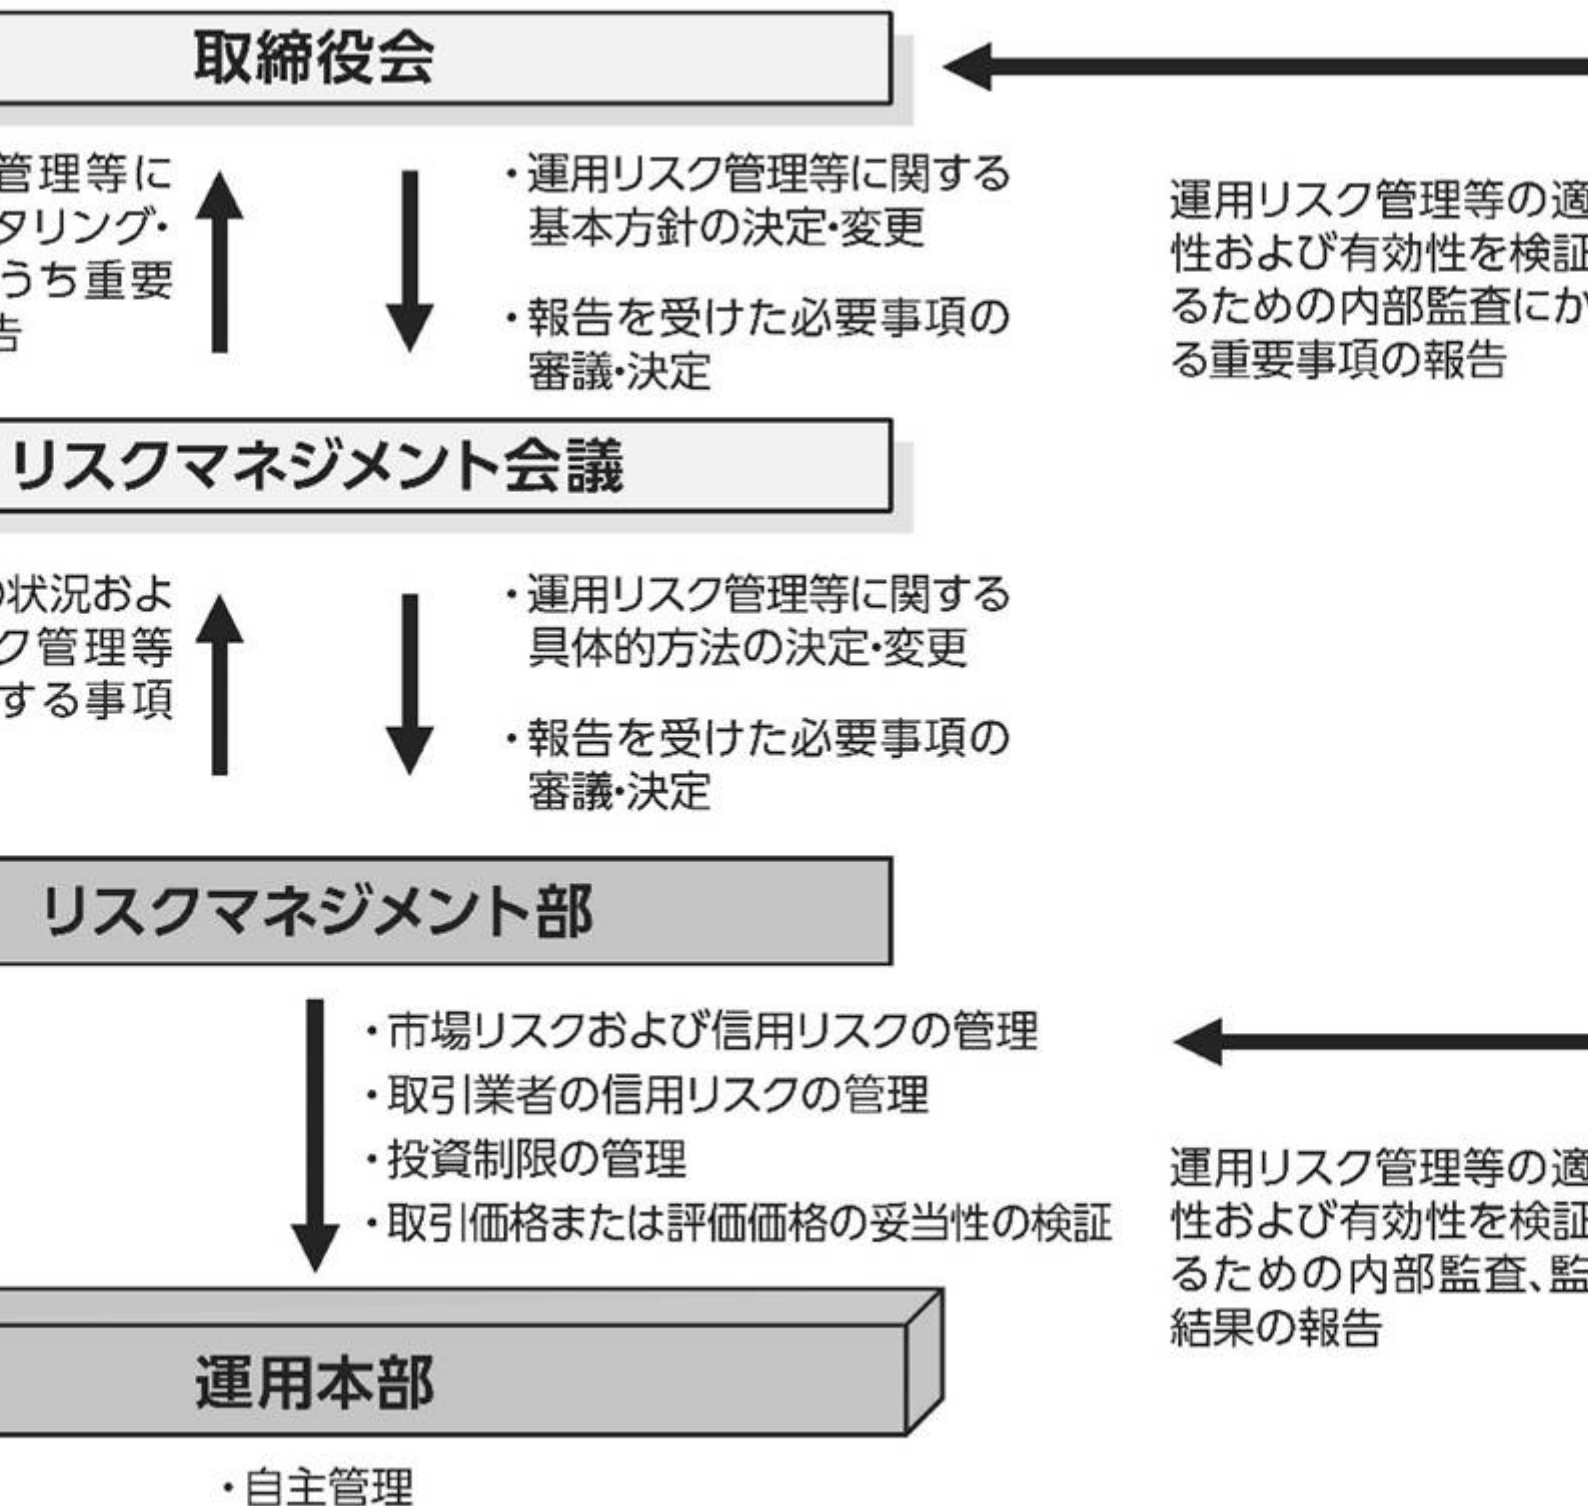 取締役会
管理等に
タリング・
うち重要
告
・運用リスク管理等に関する
基本方針の決定・変更
・報告を受けた必要事項の
審議・決定
運用リスク管理等の適
性および有効性を検証
るための内部監査にか
る重要事項の報告
リスクマネジメント会議
の状況およ
ク管理等
する事項
・運用リスク管理等に関する
具体的方法の決定・変更
・報告を受けた必要事項の
審議・決定
リスクマネジメント部
・市場リスクおよび信用リスクの管理
・取引業者の信用リスクの管理
・投資制限の管理
・取引価格または評価価格の妥当性の検証
運用リスク管理等の適
性および有効性を検証
るための内部監査、監
結果の報告
運用本部
・自主管理